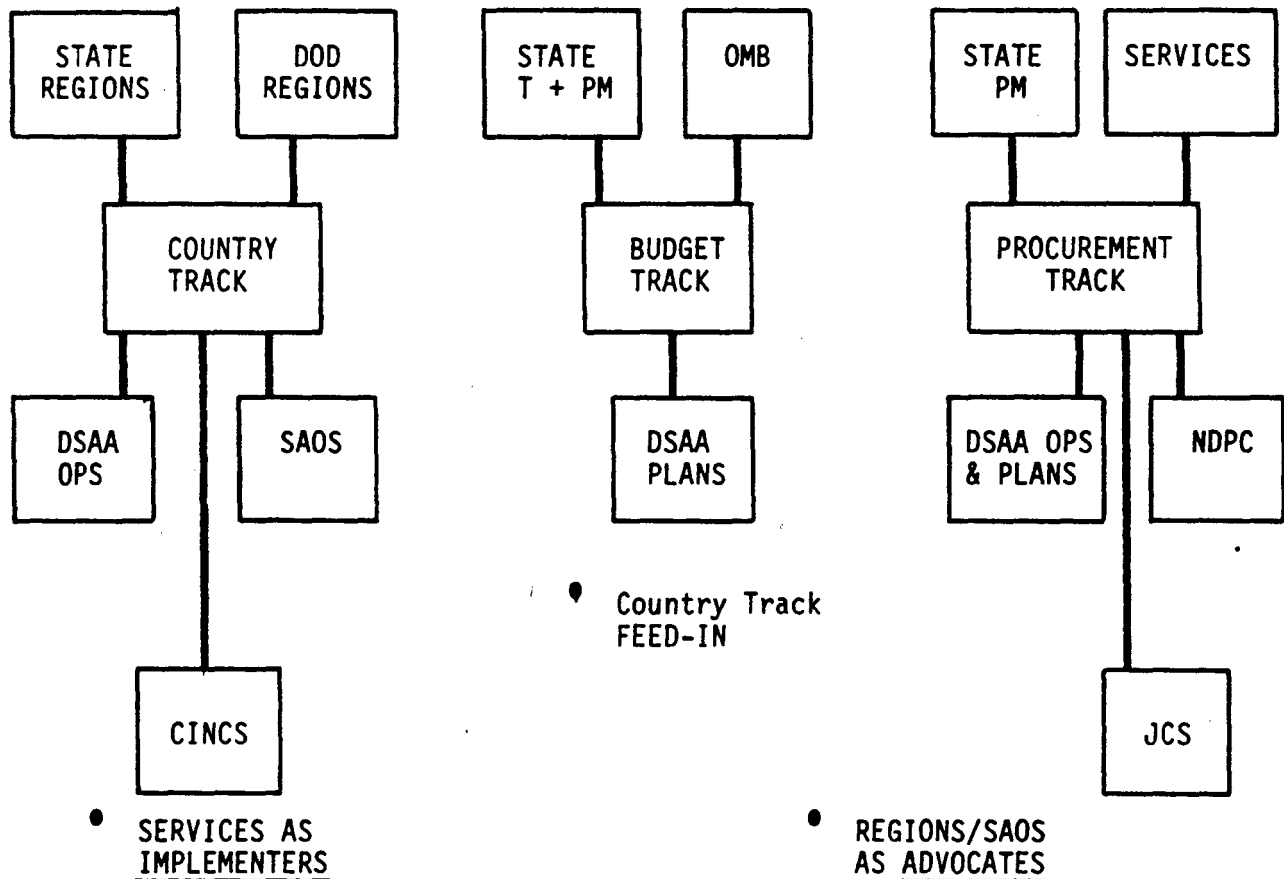 STATE
REGIONS
DOD
REGIONS
COUNTRY
TRACK
DSAA
OPS
SAOS
CINCS
• SERVICES AS
IMPLEMENTERS
STATE
T + PM
OMB
BUDGET
TRACK
DSAA
PLANS
• Country Track
FEED-IN
STATE
PM
SERVICES
PROCUREMENT
TRACK
DSAA OPS
& PLANS
NDPC
JCS
• REGIONS/SAOS
AS ADVOCATES